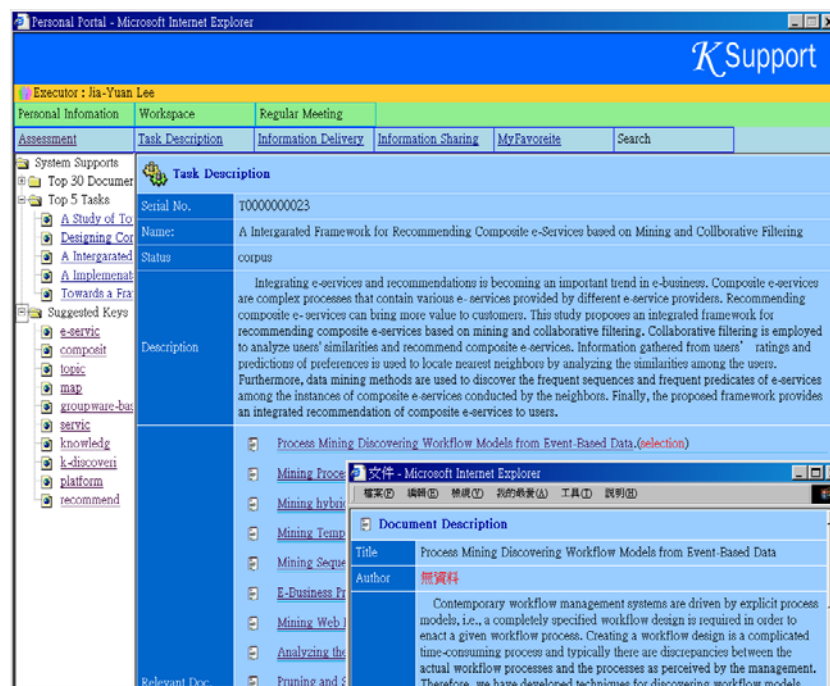 Personal Portal - Microsoft Internet Explorer
K Support
Executor : Jia-Yuan Lee
Personal Infomation Workspace Regular Meeting
Assessment Task Description Information Delivery Information Sharing MyFavoreite Search
System Supports
Top 30 Documer
Top 5 Tasks
A Study of To
Designing Cor
A Intergarated
A Implemenat
Towards a Fra
Suggested Keys
e-servic
composit
topic
map
groupware-bas
servic
knowledg
k-discoveri
platform
recommend
Task Description
Serial No. T0000000023
Name: A Intergarated Framework for Recommending Composite e-Services based on Mining and Collborative Filtering
Status corpus
Description
Integrating e-services and recommendations is becoming an important trend in e-business. Composite e-services
are complex processes that contain various e- services provided by different e-service providers. Recommending
composite e- services can bring more value to customers. This study proposes an integrated framework for
recommending composite e-services based on mining and collaborative filtering. Collaborative filtering is employed
to analyze users' similarities and recommend composite e-services. Information gathered from users' ratings and
predictions of preferences is used to locate nearest neighbors by analyzing the similarities among the users.
Furthermore, data mining methods are used to discover the frequent sequences and frequent predicates of e-services
among the instances of composite e-services conducted by the neighbors. Finally, the proposed framework provides
an integrated recommendation of composite e-services to users.
Relevant Doc.
Process Mining Discovering Workflow Models from Event-Based Data.(selection)
Mining Proce
Mining hybric
Mining Temp
Mining Seque
E-Business Pr
Mining Web
Analyzing the
Pruning and S
文件 - Microsoft Internet Explorer
檔案(F) 編輯(E) 檢視(V) 我的最愛(A) 工具(T) 說明(H)
Document Description
Title Process Mining Discovering Workflow Models from Event-Based Data
Author 無資料
Contemporary workflow management systems are driven by explicit process
models, i.e., a completely specified workflow design is required in order to
enact a given workflow process. Creating a workflow design is a complicated
time-consuming process and typically there are discrepancies between the
actual workflow processes and the processes as perceived by the management.
Therefore, we have developed techniques for discovering workflow models